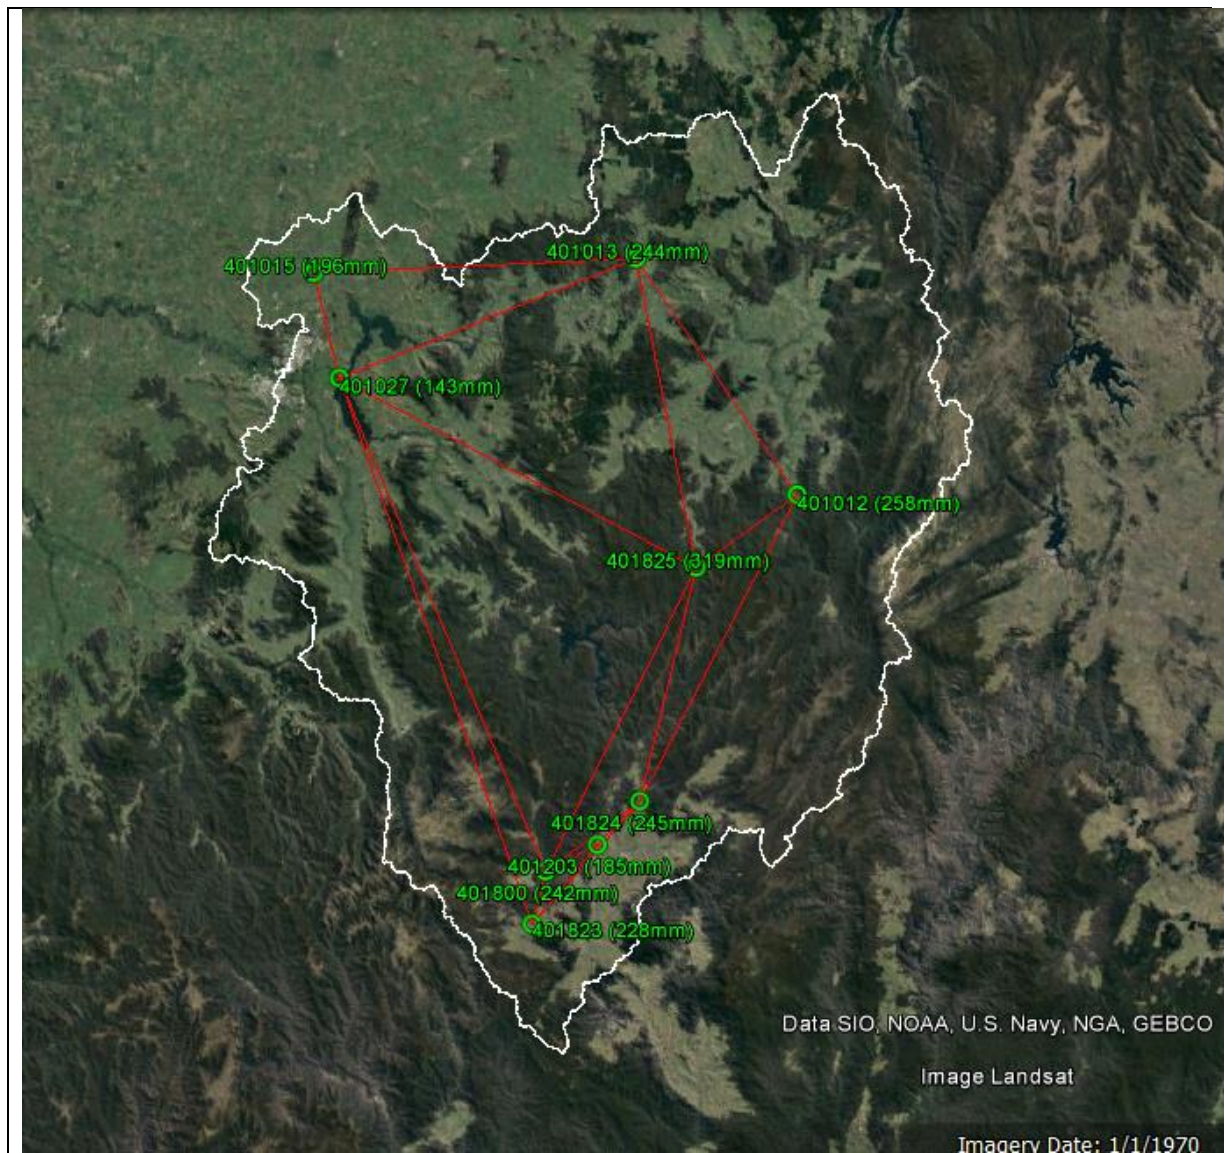 401013 (244mm)
401015 (196mm)
401027 (143mm)
401012 (258mm)
401825 (319mm)
401824 (245mm)
401203 (185mm)
401800 (242mm)
401823 (228mm)
Data SIO, NOAA, U.S. Navy, NGA, GEBCO
Image Landsat
Imagery Date: 1/1/1970